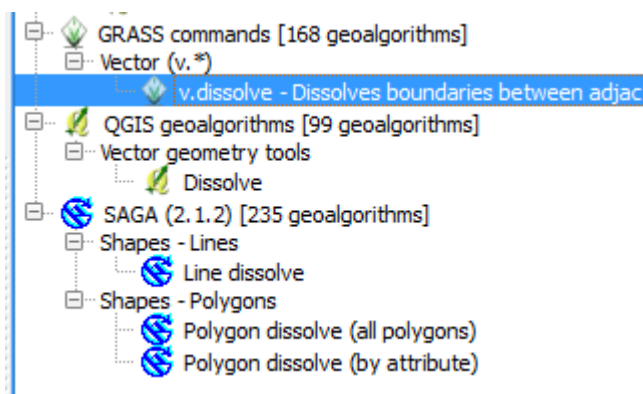 GRASS commands [168 geoalgorithms]
Vector (v.*)
v.dissolve - Dissolves boundaries between adjac
QGIS geoalgorithms [99 geoalgorithms]
Vector geometry tools
Dissolve
SAGA (2.1.2) [235 geoalgorithms]
Shapes - Lines
Line dissolve
Shapes - Polygons
Polygon dissolve (all polygons)
Polygon dissolve (by attribute)